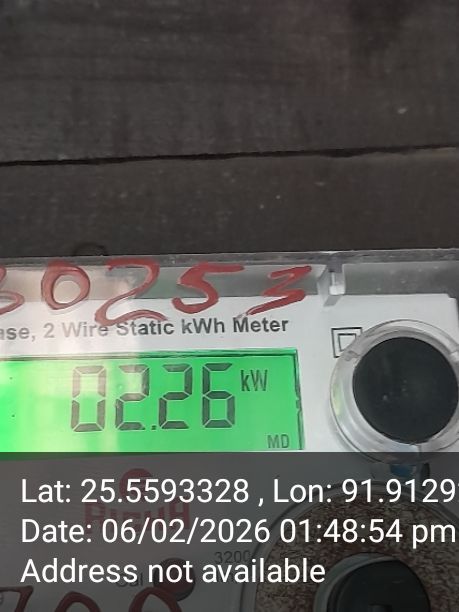 30253
ase, 2 Wire Static kWh Meter
02.26 kW
MD
Lat: 25.5593328 , Lon: 91.9129
Date: 06/02/2026 01:48:54 pm
3200
Address not available